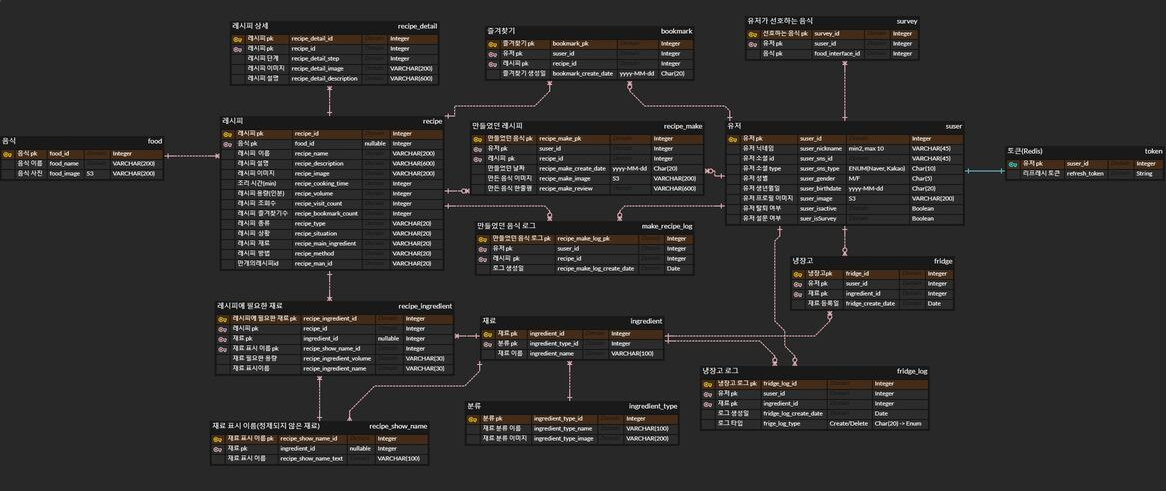 레시피 상세 recipe_detail
레시피 pk recipe_detail_id Integer
레시피 pk recipe_id Integer
레시피 단계 recipe_detail_step Integer
레시피 이미지 recipe_detail_image VARCHAR(200)
레시피 설명 recipe_detail_description VARCHAR(600)
즐겨찾기 bookmark
즐겨찾기 pk bookmark_pk Integer
유저 pk suser_id Integer
레시피 pk recipe_id Integer
즐겨찾기 생성일 bookmark_create_date yyyy-MM-dd Char(20)
유저가 선호하는 음식 survey
선호하는 음식 pk survey_id Integer
유저 pk suser_id Integer
음식 pk food_interface_id Integer
음식 food
음식 pk food_id Integer
음식 이름 food_name VARCHAR(200)
음식 사진 food_image S3 VARCHAR(200)
레시피 recipe
레시피 pk recipe_id Integer
음식 pk food_id nullable Integer
레시피 이름 recipe_name VARCHAR(200)
레시피 설명 recipe_description VARCHAR(600)
레시피 이미지 recipe_image VARCHAR(200)
조리 시간(min) recipe_cooking_time Integer
레시피 용량(인분) recipe_volume Integer
레시피 조회수 recipe_visit_count Integer
레시피 즐겨찾기수 recipe_bookmark_count Integer
레시피 종류 recipe_type VARCHAR(20)
레시피 상황 recipe_situation VARCHAR(20)
레시피 재료 recipe_main_ingredient VARCHAR(20)
레시피 방법 recipe_method VARCHAR(20)
만개의레시피id recipe_man_id VARCHAR(20)
만들었던 레시피 recipe_make
만들었던 음식 pk recipe_make_pk Integer
유저 pk suser_id Integer
레시피 pk recipe_id Integer
만들었던 날짜 recipe_make_create_date yyyy-MM-dd Char(20)
만든 음식 이미지 recipe_image S3 VARCHAR(200)
만든 음식 한줄평 recipe_make_review VARCHAR(600)
유저 suser
유저 pk suser_id Integer
유저 닉네임 suser_nickname min2, max 10 VARCHAR(45)
유저 소셜 id suser_sns_id VARCHAR(45)
유저 소셜 type suser_sns_type ENUM(Naver, Kakao) Char(10)
유저 성별 suser_gender M/F Char(5)
유저 생년월일 suser_birthdate yyyy-MM-dd Char(20)
유저 프로필 이미지 suser_image S3 VARCHAR(200)
유저 탈퇴 여부 suser_isactive Boolean
유저 설문 여부 suer_isSurvey Boolean
토큰(Redis) token
유저 pk suser_id Integer
리프레시 토큰 refresh_token String
만들었던 음식 로그 make_recipe_log
만들었던 음식 로그 pk recipe_make_log_pk Integer
유저 pk suser_id Integer
레시피 pk recipe_id Integer
로그 생성일 recipe_make_log_create_date Date
냉장고 fridge
냉장고pk fridge_id Integer
유저 pk suser_id Integer
재료 pk ingredient_id Integer
재료 등록일 fridge_create_date Date
레시피에 필요한 재료 recipe_ingredient
레시피에 필요한 재료 pk recipe_ingredient_id Integer
레시피 pk recipe_id Integer
재료 pk ingredient_id nullable Integer
재료 표시 이름 pk recipe_show_name_id Integer
재료 필요한 용량 recipe_ingredient_volume VARCHAR(30)
재료 표시이름 recipe_ingredient_name VARCHAR(30)
재료 ingredient
재료 pk ingredient_id Integer
분류 pk ingredient_type_id Integer
재료 이름 ingredient_name VARCHAR(100)
냉장고 로그 fridge_log
냉장고 로그 pk fridge_log_id Integer
유저 pk suser_id Integer
재료 pk ingredient_id Integer
로그 생성일 fridge_log_create_date Date
로그 타입 frige_log_type Create/Delete Char(20) -> Enum
분류 ingredient_type
분류 pk ingredient_type_id Integer
재료 분류 이름 ingredient_type_name VARCHAR(100)
재료 분류 이미지 ingredient_type_image VARCHAR(200)
재료 표시 이름(정제되지 않은 재료) recipe_show_name
재료 표시 이름 pk recipe_show_name_id Integer
재료 pk ingredient_id nullable Integer
재료 표시 이름 recipe_show_name_text VARCHAR(100)